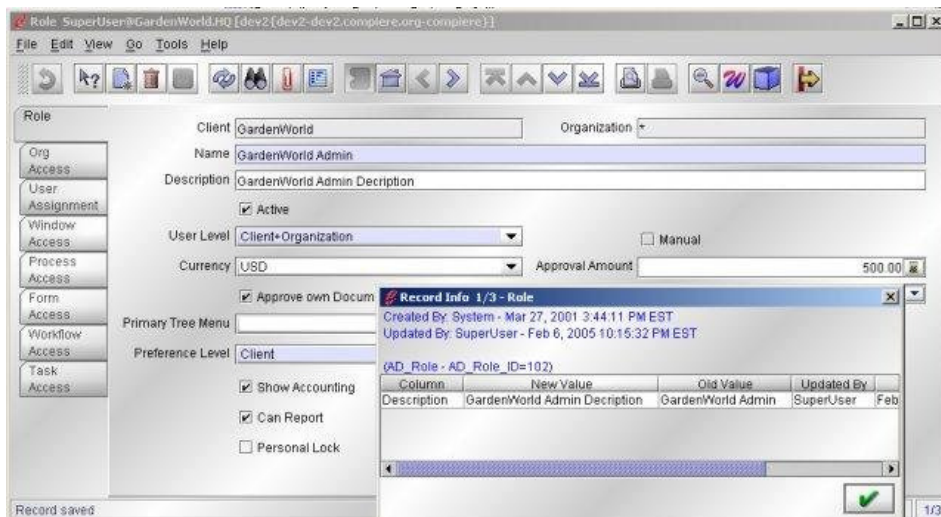 Role SuperUser@GardenWorld.HQ [dev2{dev2-dev2.compiere.org-compiere}]
File Edit View Go Tools Help
Role
Client GardenWorld Organization *
Org Access
Name GardenWorld Admin
User Assignment
Description GardenWorld Admin Decription
Active
Window Access
User Level Client+Organization Manual
Process Access
Currency USD Approval Amount 500.00
Form Access
Approve own Docum
Workflow Access
Primary Tree Menu
Preference Level Client
Task Access
Show Accounting
Can Report
Personal Lock
Record Info 1/3 - Role
Created By: System - Mar 27, 2001 3:44:11 PM EST
Updated By: SuperUser - Feb 6, 2005 10:15:32 PM EST
(AD_Role - AD_Role_ID=102)
Column New Value Old Value Updated By
Description GardenWorld Admin Decription GardenWorld Admin SuperUser Feb
Record saved 1/3